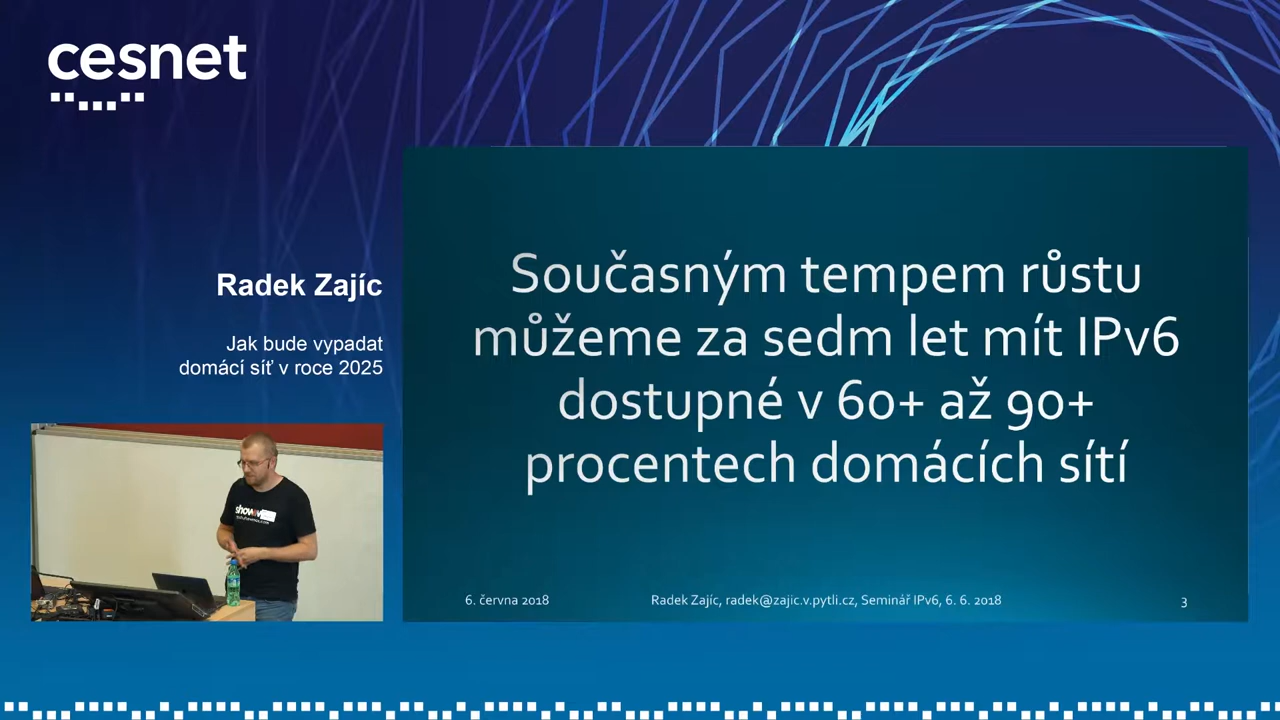 cesnet
Radek Zajíc
Jak bude vypadat
domácí síť v roce 2025
Současným tempem růstu
můžeme za sedm let mít IPv6
dostupné v 60+ až 90+
procentech domácích sítí
6. června 2018
Radek Zajíc, radek@zajic.v.pytli.cz, Seminář IPv6, 6. 6. 2018
3